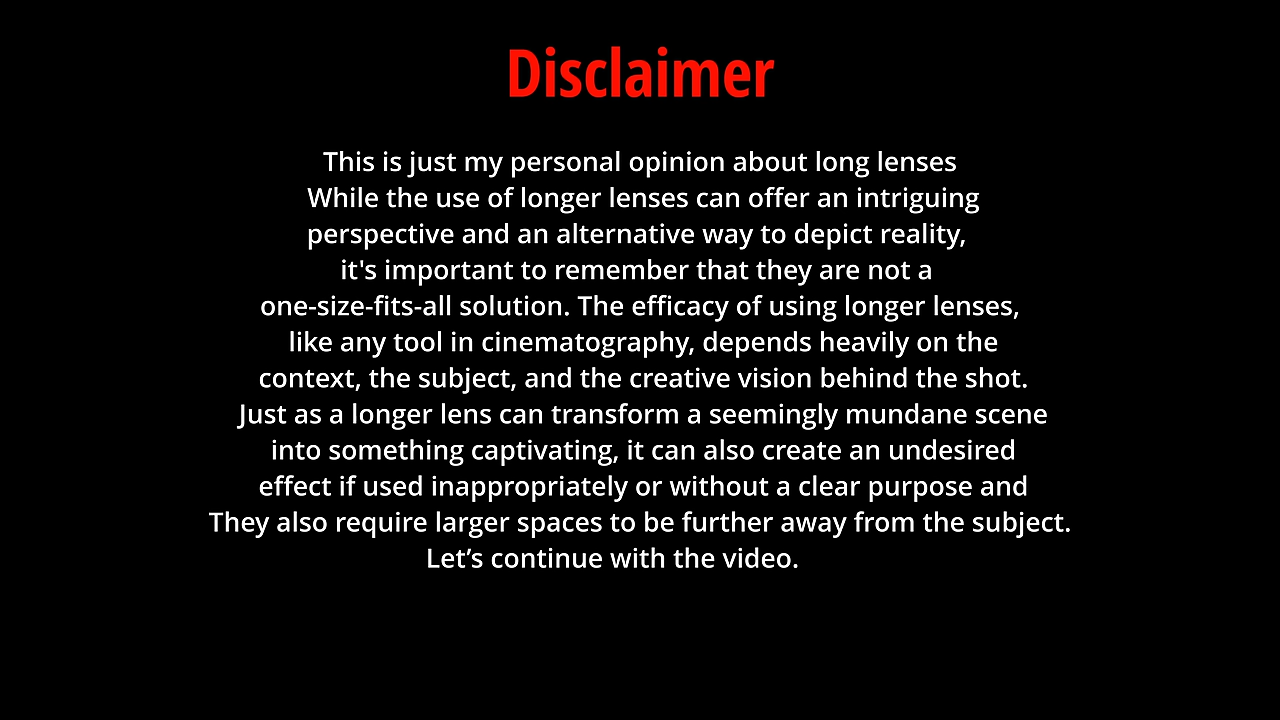 Disclaimer
This is just my personal opinion about long lenses
While the use of longer lenses can offer an intriguing
perspective and an alternative way to depict reality,
it's important to remember that they are not a
one-size-fits-all solution. The efficacy of using longer lenses,
like any tool in cinematography, depends heavily on the
context, the subject, and the creative vision behind the shot.
Just as a longer lens can transform a seemingly mundane scene
into something captivating, it can also create an undesired
effect if used inappropriately or without a clear purpose and
They also require larger spaces to be further away from the subject.
Let’s continue with the video.